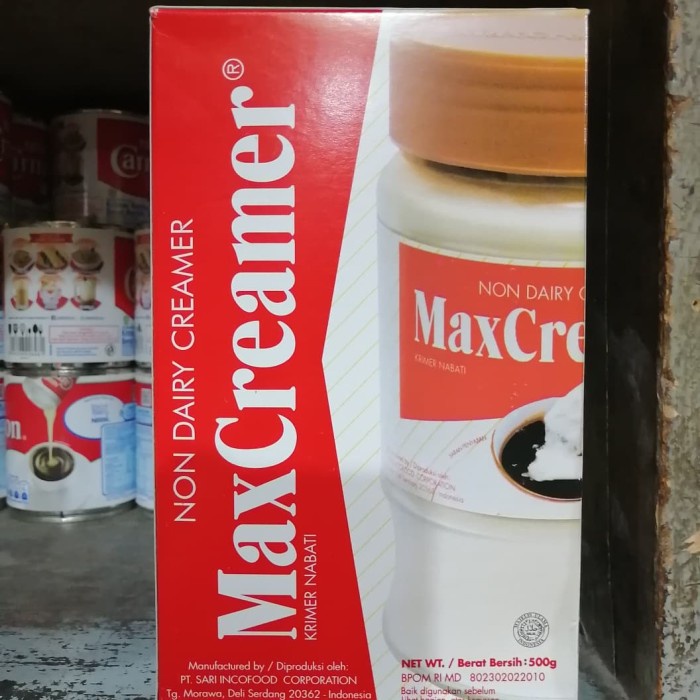 NON DAIRY CREAMER
MaxCreamer®
KRIMER NABATI
Manufactured by / Diproduksi oleh:
PT. SARI INCOFOOD CORPORATION
Tg. Morawa, Deli Serdang 20362 - Indonesia
NON DAIRY C
MaxCre
KRIMER NABATI
NET WT. / Berat Bersih : 500g
BPOM RI MD 802302022010
Baik digunakan sebelum
Carn
on.